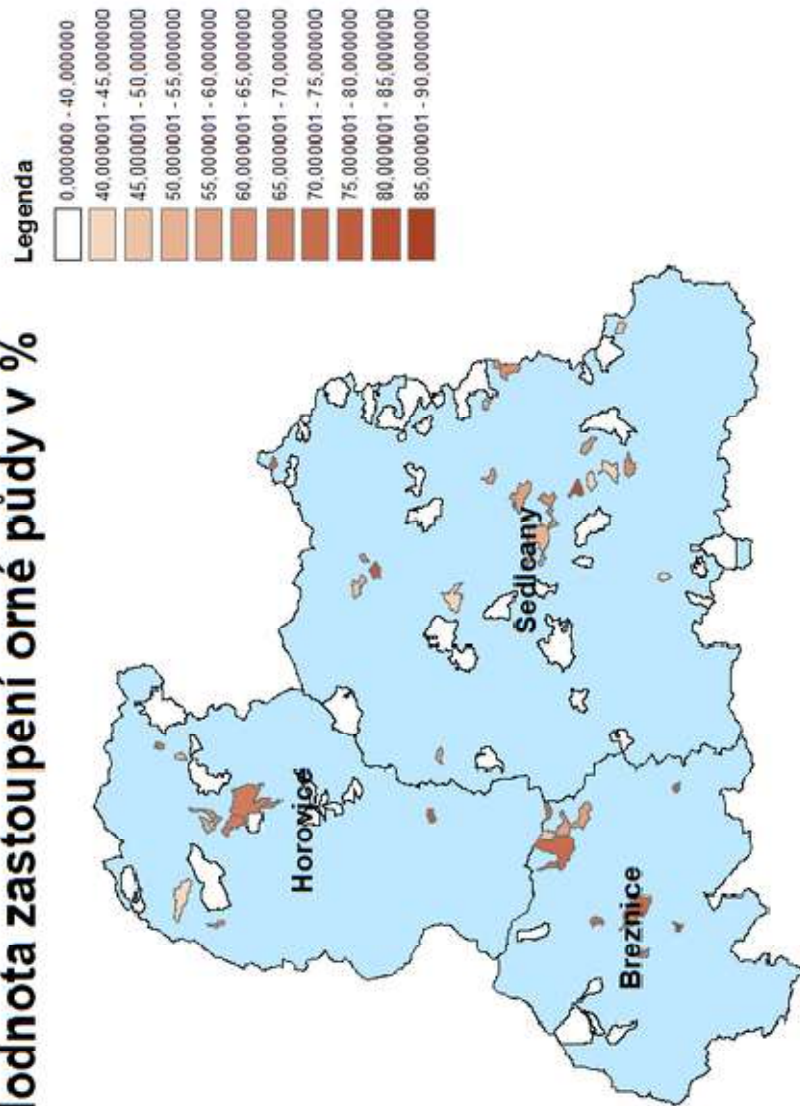 odnota zastoupení orné půdy v %
Legenda
0,000000 - 40,000000
40,000001 - 45,000000
45,000001 - 50,000000
50,000001 - 55,000000
55,000001 - 60,000000
60,000001 - 65,000000
65,000001 - 70,000000
70,000001 - 75,000000
75,000001 - 80,000000
80,000001 - 85,000000
85,000001 - 90,000000
Horovice
Sedlcany
Breznice